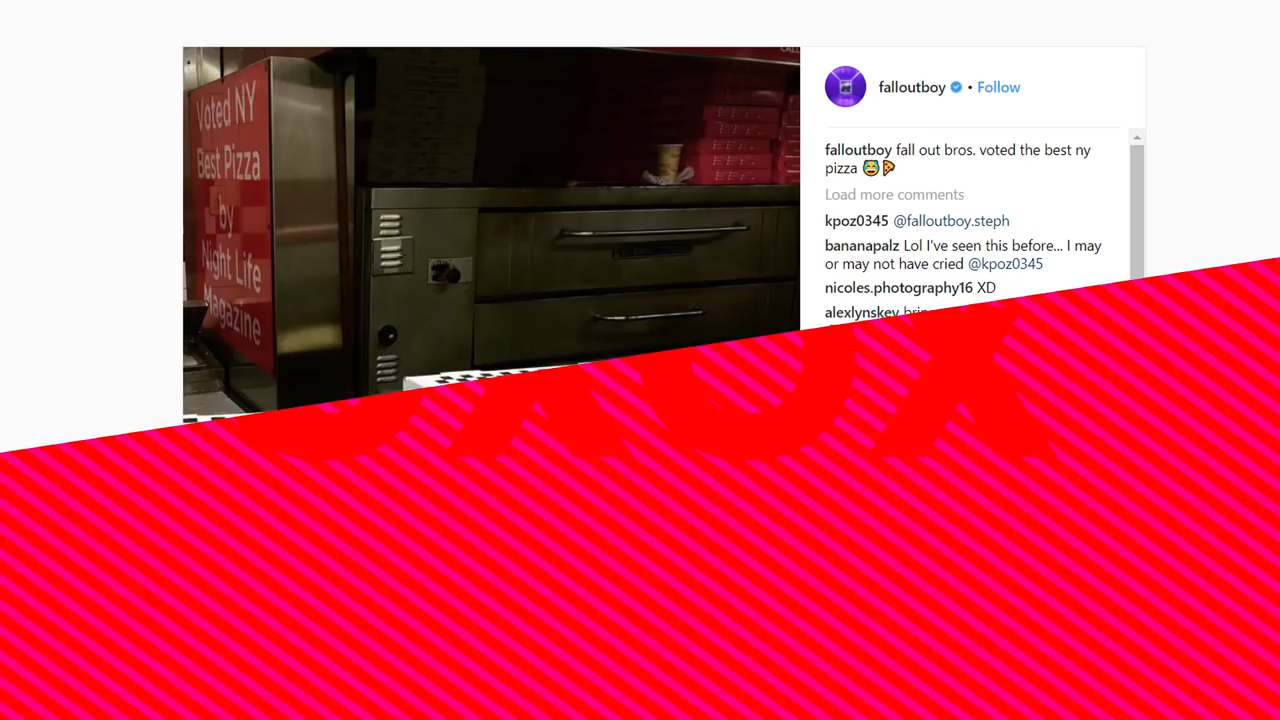 Voted NY
Best Pizza
by
Night Life
Magazine
falloutboy • Follow
falloutboy fall out bros. voted the best ny
pizza 😅🍕
Load more comments
kpoz0345 @falloutboy.steph
bananapalz Lol I've seen this before... I may
or may not have cried @kpoz0345
nicoles.photography16 XD
alexlynskey